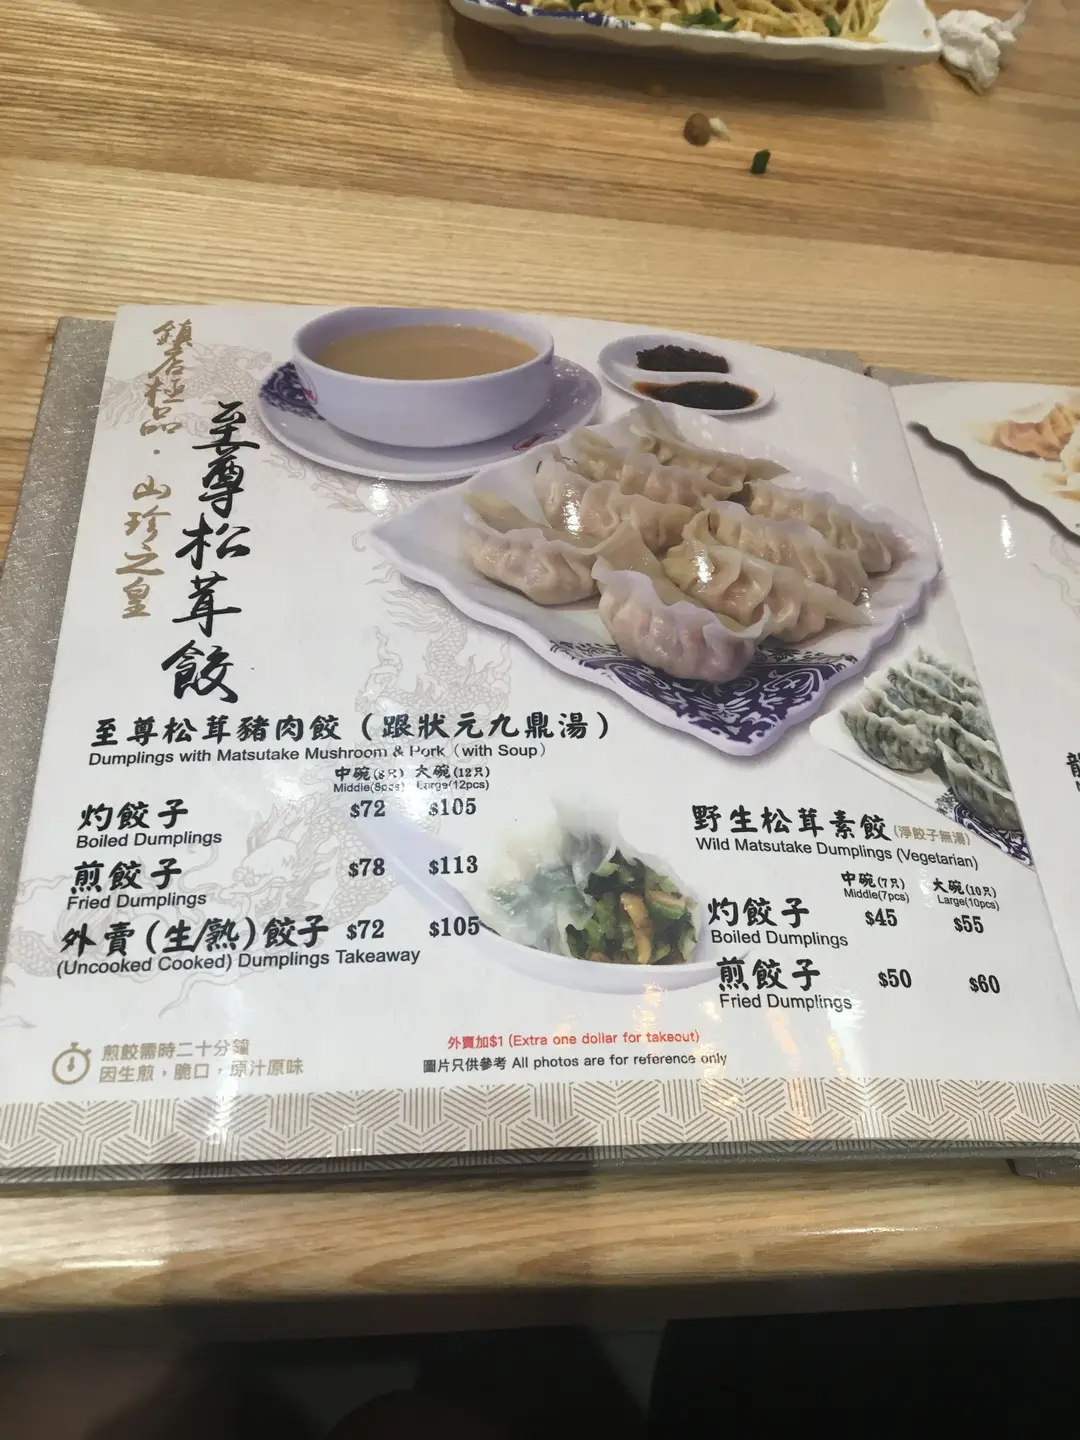 鎮店極品・山珍之皇
至尊松茸餃
至尊松茸豬肉餃（跟狀元九鼎湯）
Dumplings with Matsutake Mushroom & Pork (with Soup)
中碗(8只) 大碗(12只)
Middle(8pcs) Large(12pcs)
灼餃子 $72 $105
Boiled Dumplings
煎餃子 $78 $113
Fried Dumplings
外賣(生/熟)餃子 $72 $105
(Uncooked Cooked) Dumplings Takeaway
野生松茸素餃(淨餃子無湯)
Wild Matsutake Dumplings (Vegetarian)
中碗(7只) 大碗(10只)
Middle(7pcs) Large(10pcs)
灼餃子 $45 $55
Boiled Dumplings
煎餃子 $50 $60
Fried Dumplings
外賣加$1 (Extra one dollar for takeout)
圖片只供參考 All photos are for reference only
煎餃需時二十分鐘
因生煎，脆口，原汁原味